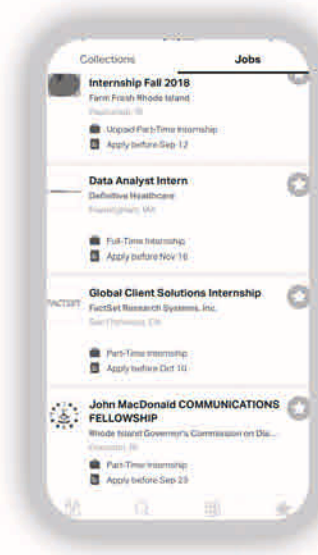 Collections Jobs
Internship Fall 2018
Farm Fresh Rhode Island
Unpaid Part-Time Internship
Apply before Sep 12
Data Analyst Intern
Definitive Healthcare
Framingham, MA
Full-Time Internship
Apply before Nov 16
Global Client Solutions Internship
FACTSET
FactSet Research Systems, Inc.
Part-Time Internship
Apply before Oct 10
John MacDonald COMMUNICATIONS
FELLOWSHIP
Rhode Island Governor's Commission on Dis...
Part-Time Internship
Apply before Sep 23